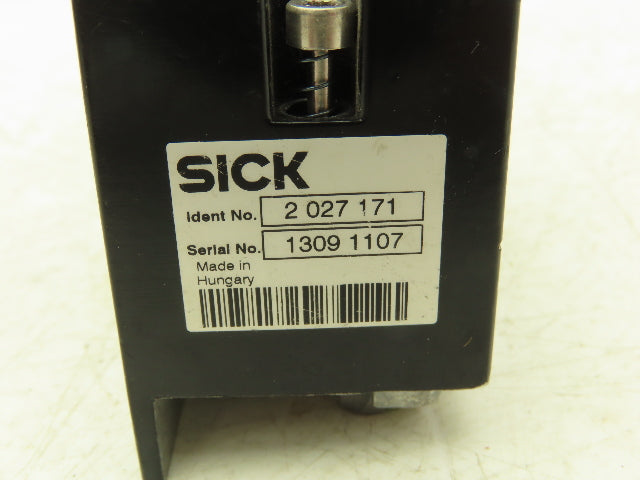 SICK
Ident No. 2 027 171
Serial No. 1309 1107
Made in
Hungary